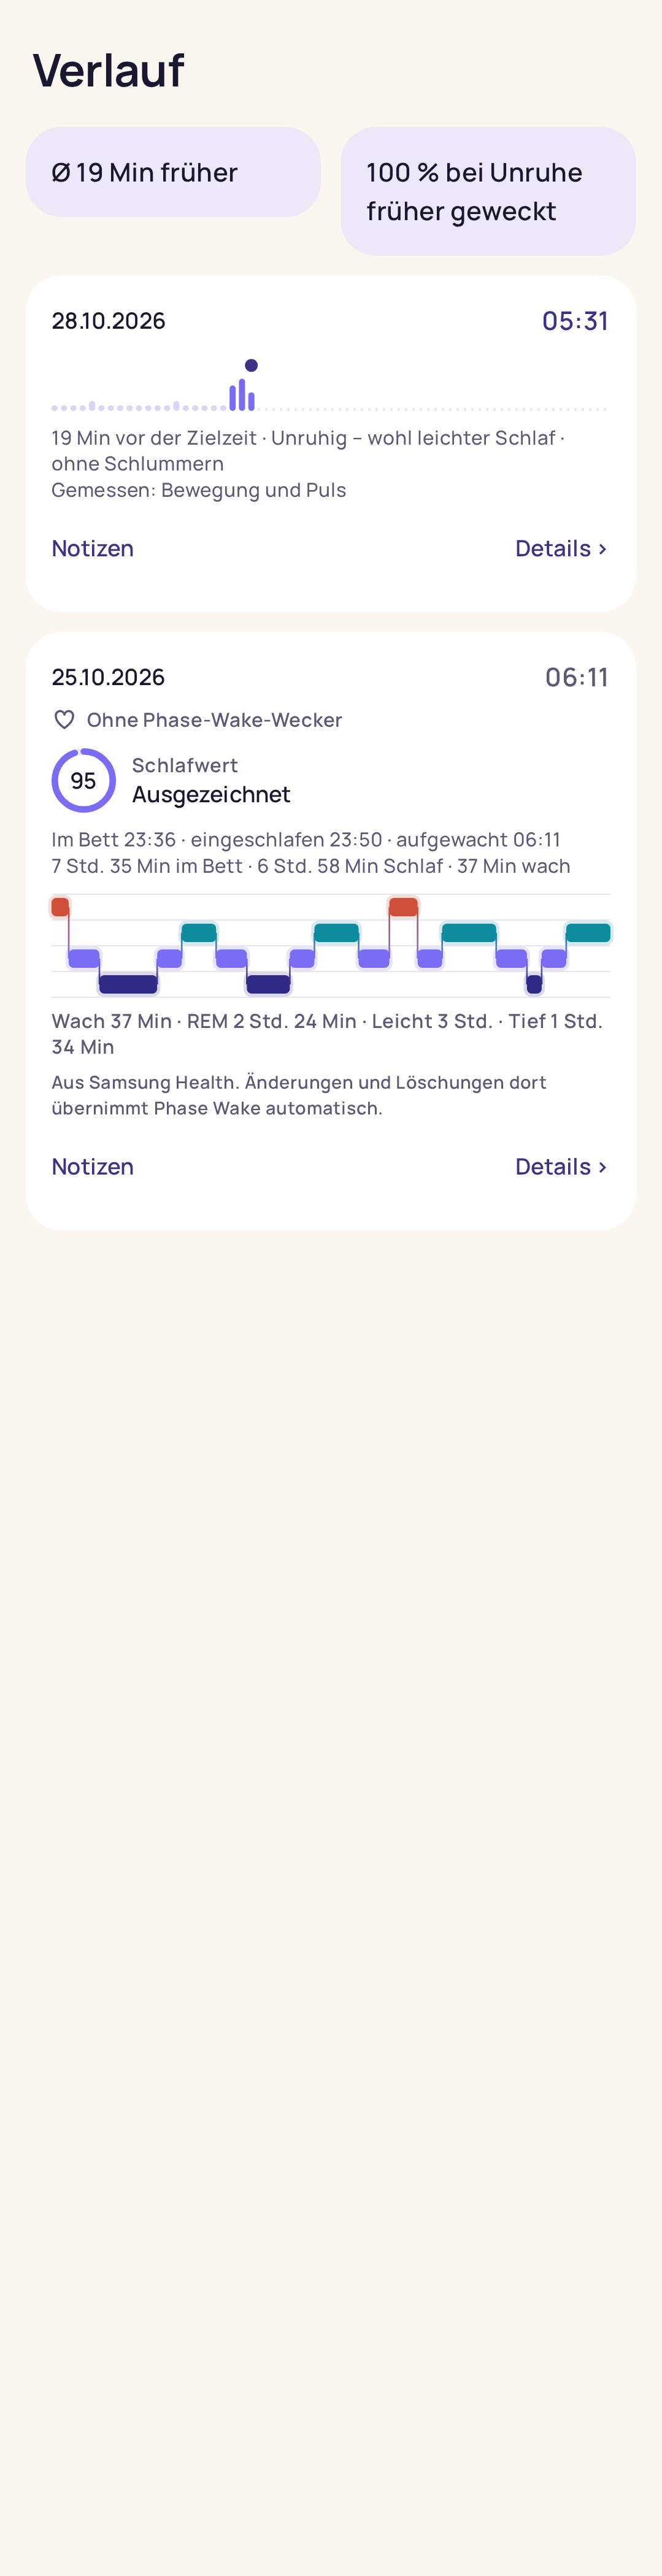 Verlauf
Ø 19 Min früher
100 % bei Unruhe
früher geweckt
28.10.2026
05:31
19 Min vor der Zielzeit · Unruhig – wohl leichter Schlaf ·
ohne Schlummern
Gemessen: Bewegung und Puls
Notizen
Details ›
25.10.2026
06:11
Ohne Phase-Wake-Wecker
95
Schlafwert
Ausgezeichnet
Im Bett 23:36 · eingeschlafen 23:50 · aufgewacht 06:11
7 Std. 35 Min im Bett · 6 Std. 58 Min Schlaf · 37 Min wach
Wach 37 Min · REM 2 Std. 24 Min · Leicht 3 Std. · Tief 1 Std.
34 Min
Aus Samsung Health. Änderungen und Löschungen dort
übernimmt Phase Wake automatisch.
Notizen
Details ›